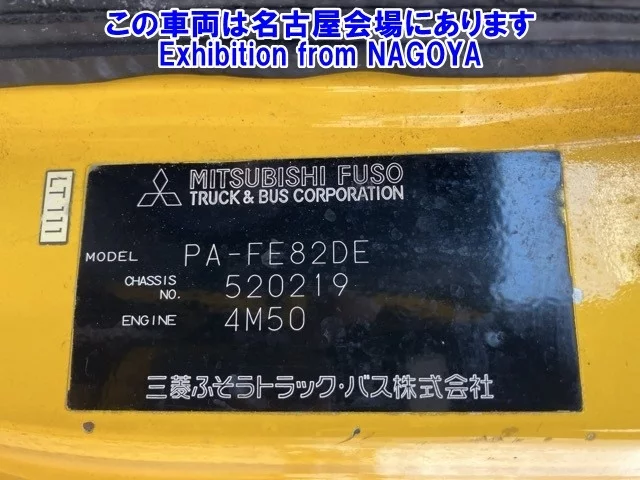 この車両は名古屋会場にあります
Exhibition from NAGOYA
LT111
MITSUBISHI FUSO
TRUCK & BUS CORPORATION
MODEL PA-FE82DE
CHASSIS NO. 520219
ENGINE 4M50
三菱ふそうトラック・バス株式会社